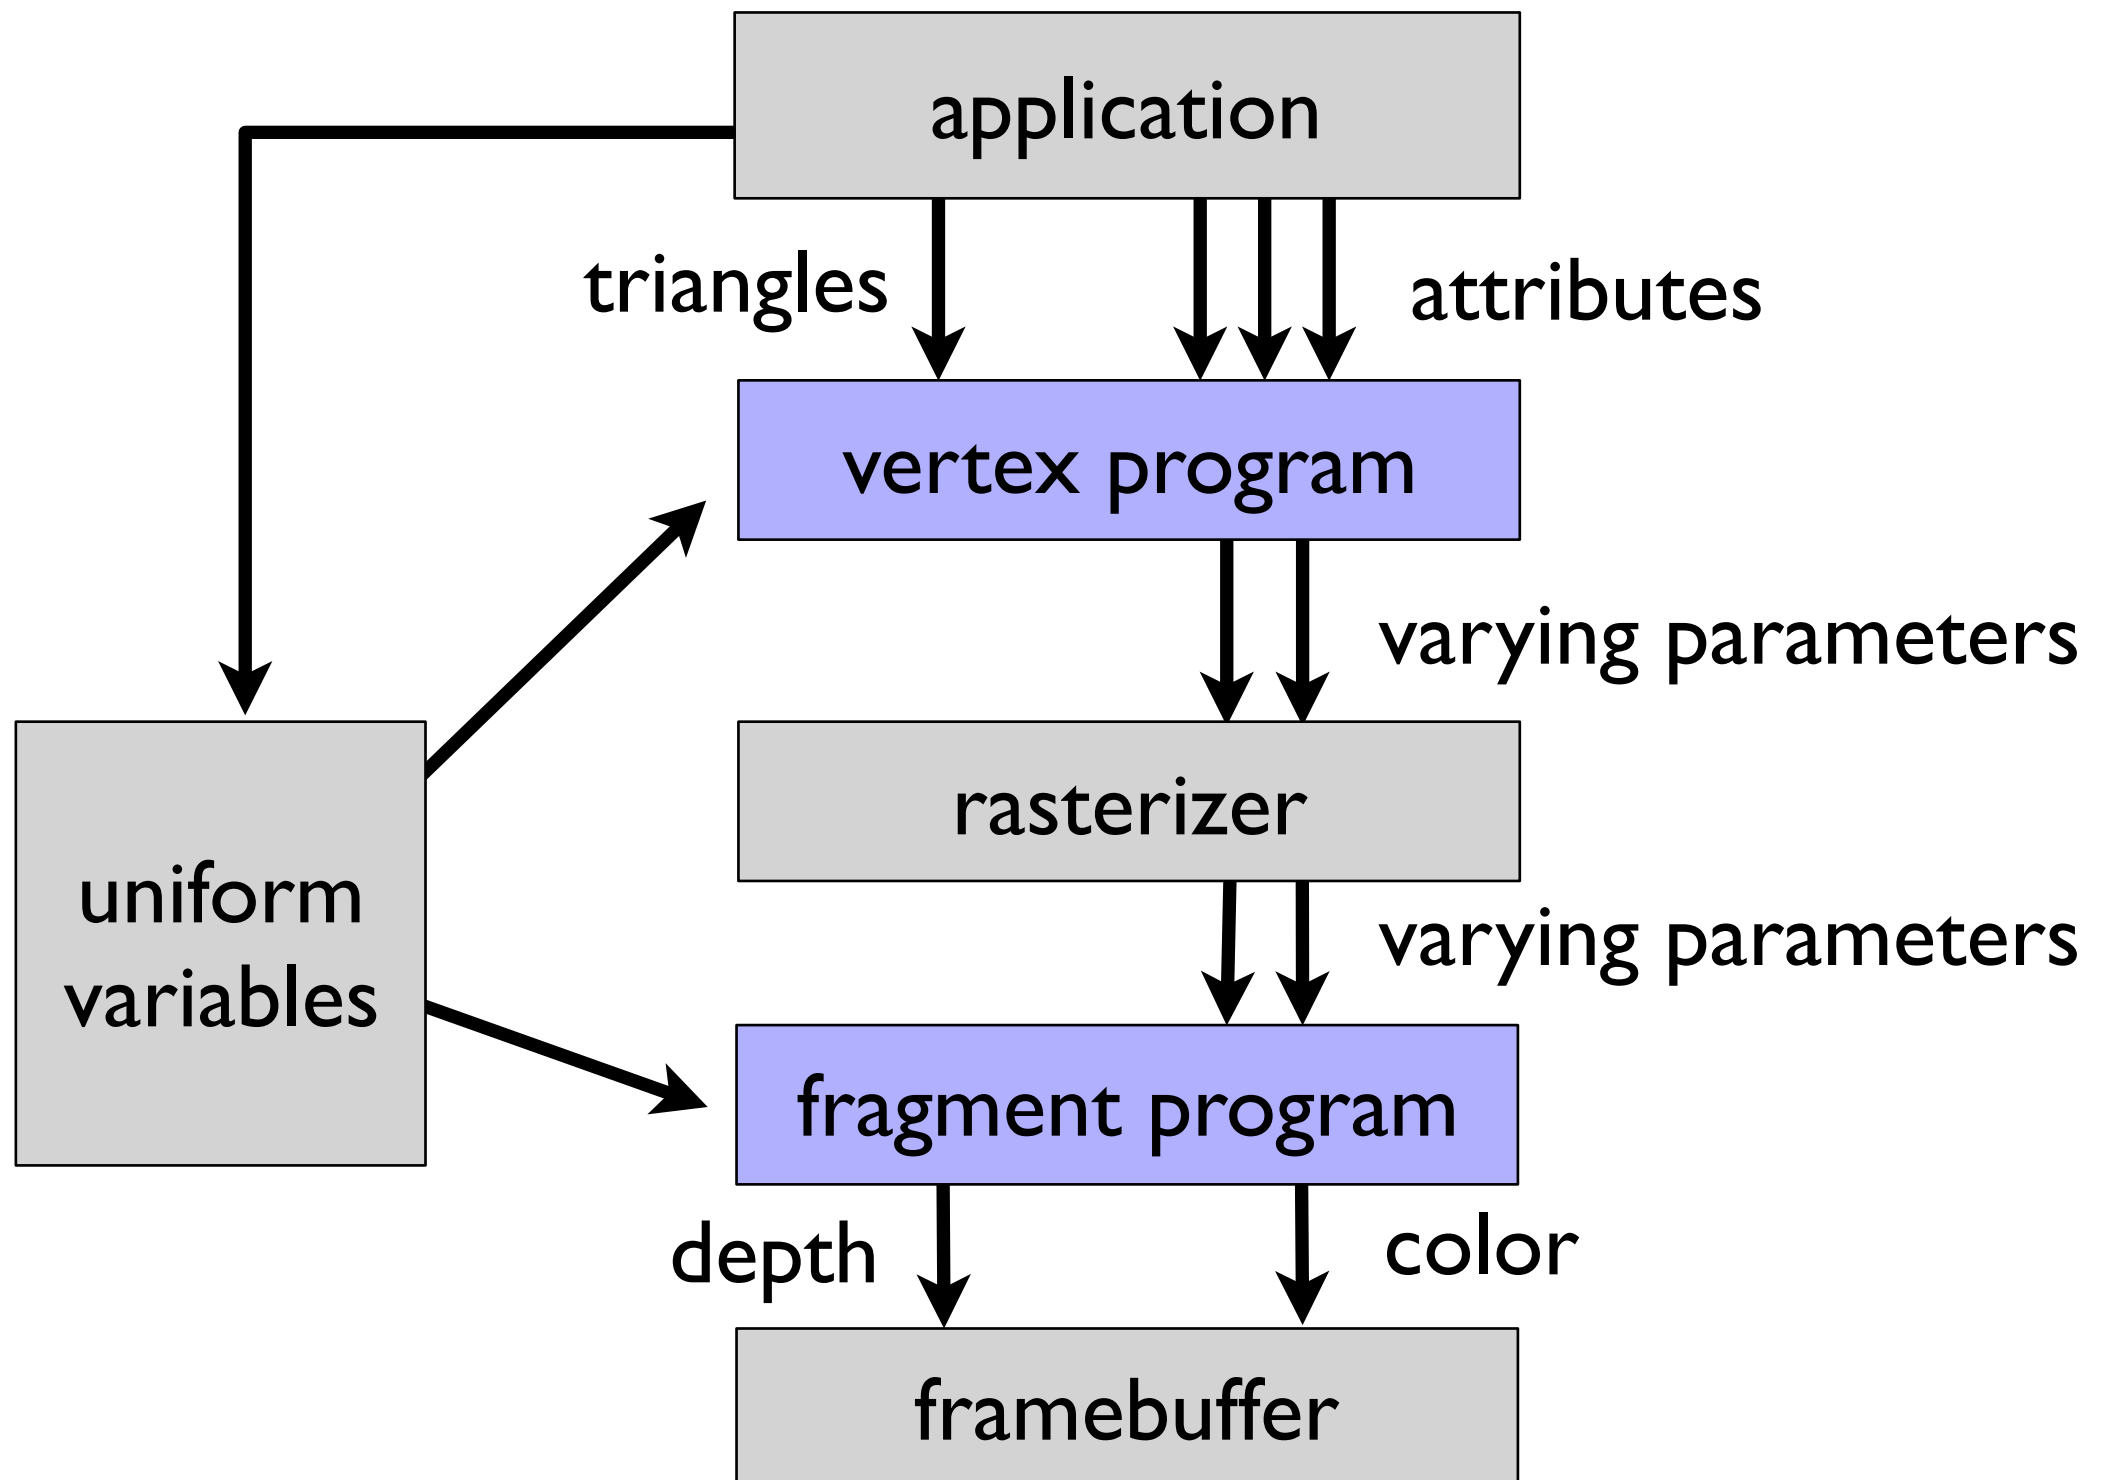 application
triangles
attributes
vertex program
varying parameters
rasterizer
uniform
variables
varying parameters
fragment program
depth
color
framebuffer